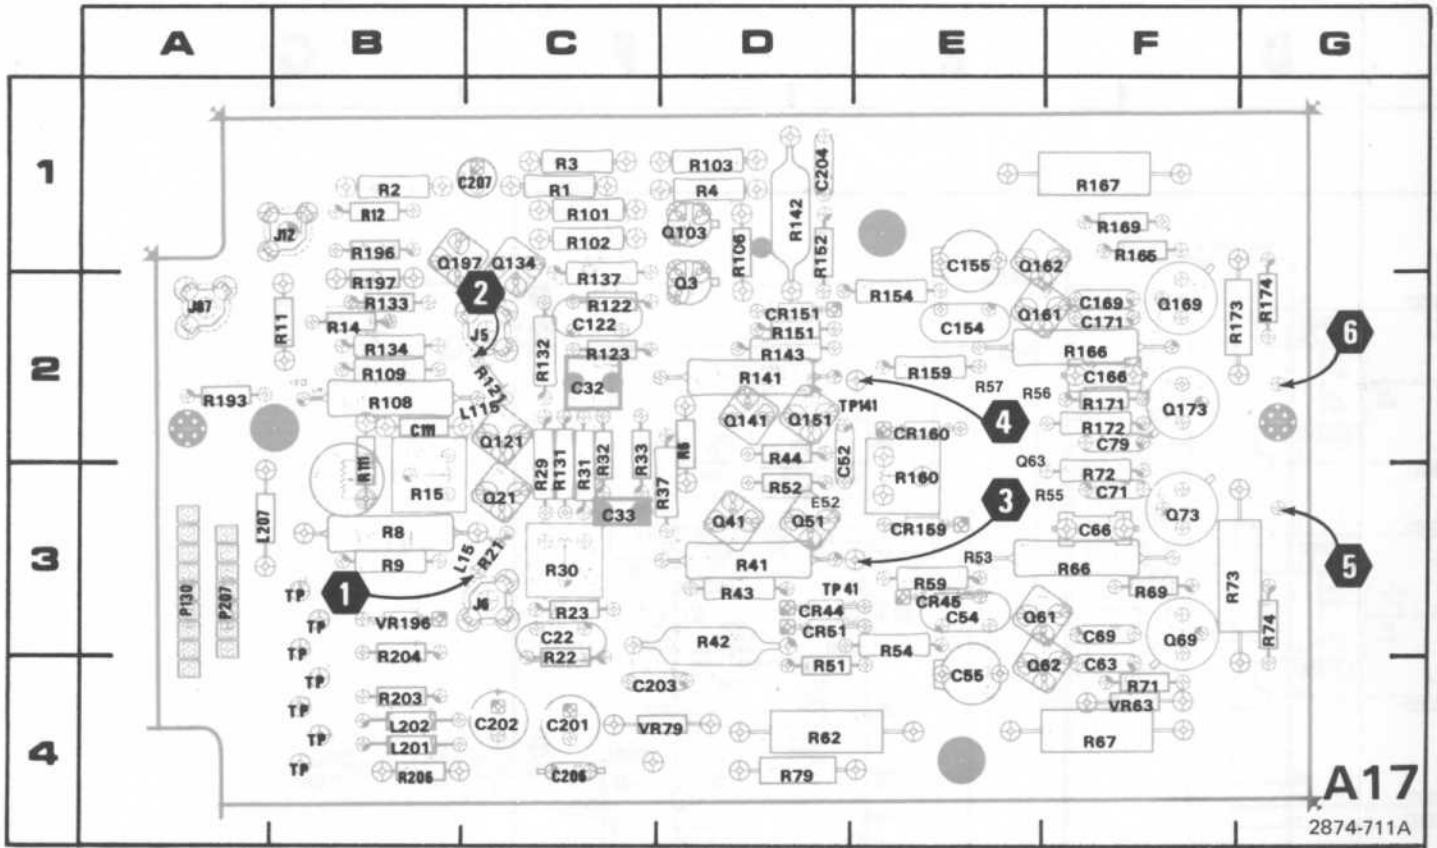 A B C D E F G
1
R3 R103 C204
R2 C207 R1 R4 R142 R167
R12 R101
J12 R102 Q103 R106 R152 R169
R196 Q197 Q134 C155 Q162 R165
R197 R137 Q3
R133 R122 R154 C169 Q169 R174
R11 R14 2 J5 C122 CR151 C154 Q161 C171 R173 6
R134 R132 R123 R151 R143 R166
2
R109 R121 C32 R141 R159 R57 R56 C166
R193 R108 L115 TP141 R171 Q173
C111 Q121 Q141 Q151 4 CR160 R172 C79
R111 R15 R29 R131 R31 R32 R33 R37 R6 R44 C52 R160 Q63 R72
Q21 R52 E52 3 R55 C71
L207 R8 C33 Q41 Q51 CR159 C66 Q73
3
R9 L15 R21 R30 R41 R53 R66 5
P130 P207 TP 1 R43 TP41 R59 R69 R73
J6 R23 CR44 CR45 C54 Q61 R74
TP VR196 C22 CR51 C69 Q69
TP R204 R22 R42 R51 R54 Q62 C63
TP R203 C203 C55 R71
TP L202 C202 C201 VR79 R62 VR63
4
TP L201 R67
TP R206 C206 R79
A17
2874-711A